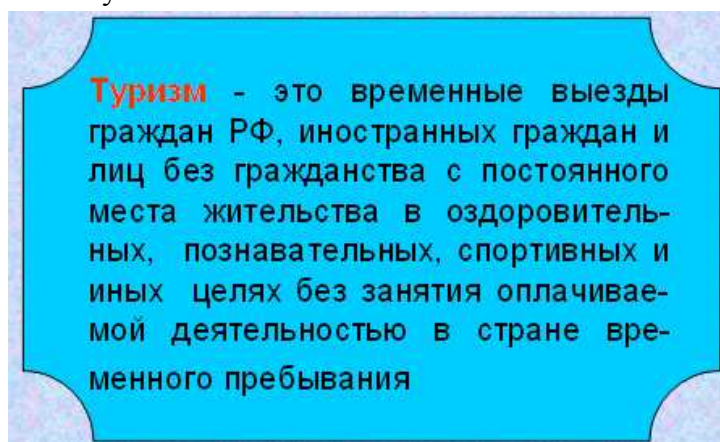 Туризм - это временные выезды
граждан РФ, иностранных граждан и
лиц без гражданства с постоянного
места жительства в оздоровитель-
ных, познавательных, спортивных и
иных целях без занятия оплачивае-
мой деятельностью в стране вре-
менного пребывания